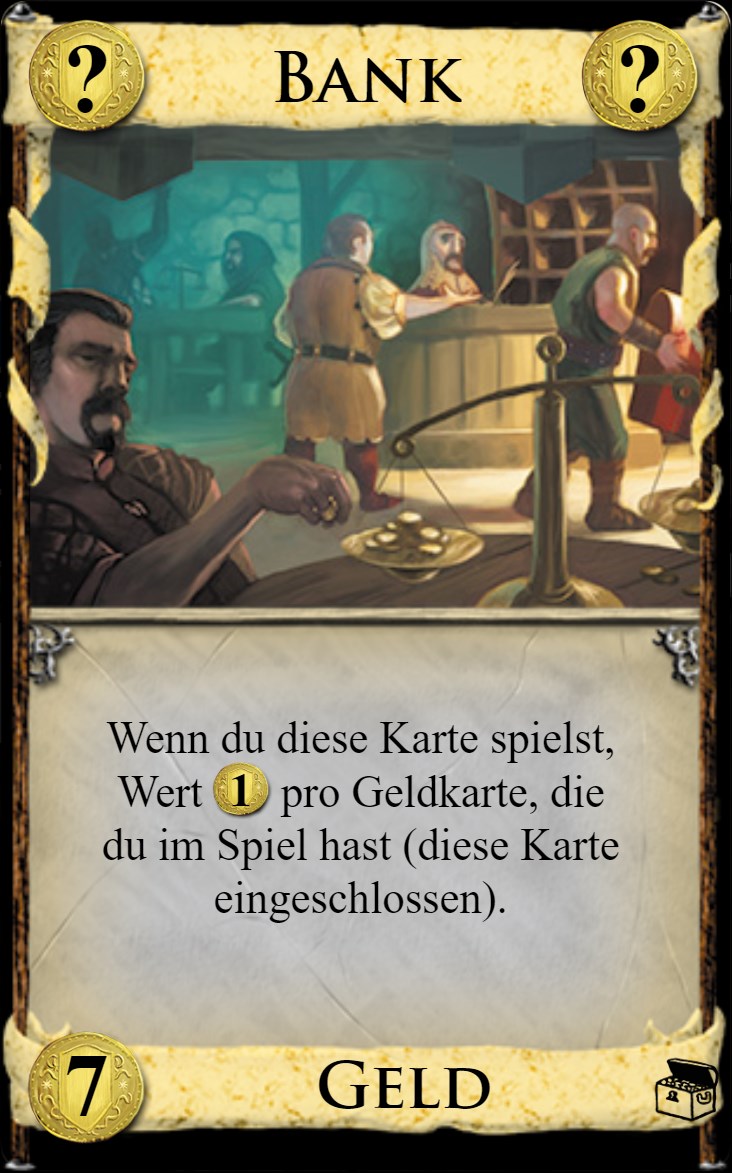 ? Bank ?
Wenn du diese Karte spielst,
Wert 1 pro Geldkarte, die
du im Spiel hast (diese Karte
eingeschlossen).
7 Geld